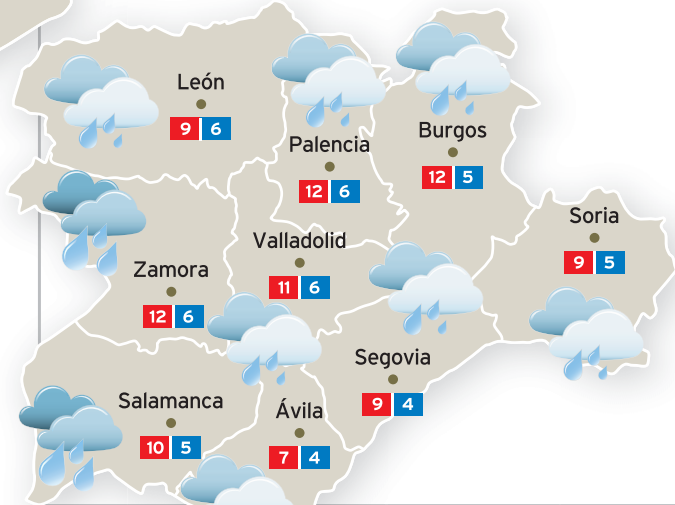 León
9 6
Palencia
12 6
Burgos
12 5
Soria
9 5
Valladolid
11 6
Zamora
12 6
Segovia
9 4
Salamanca
10 5
Ávila
7 4